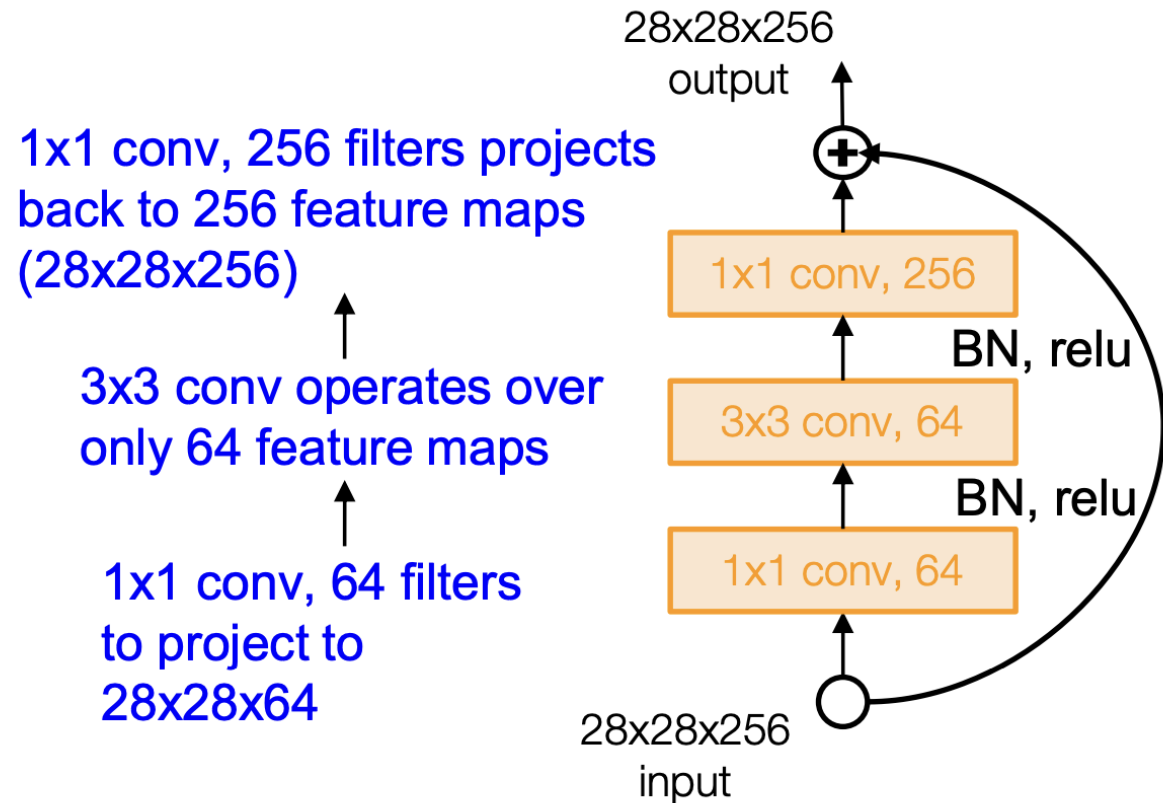 28x28x256
output
1x1 conv, 256 filters projects
back to 256 feature maps
(28x28x256)
3x3 conv operates over
only 64 feature maps
1x1 conv, 64 filters
to project to
28x28x64
+
1x1 conv, 256
BN, relu
3x3 conv, 64
BN, relu
1x1 conv, 64
28x28x256
input